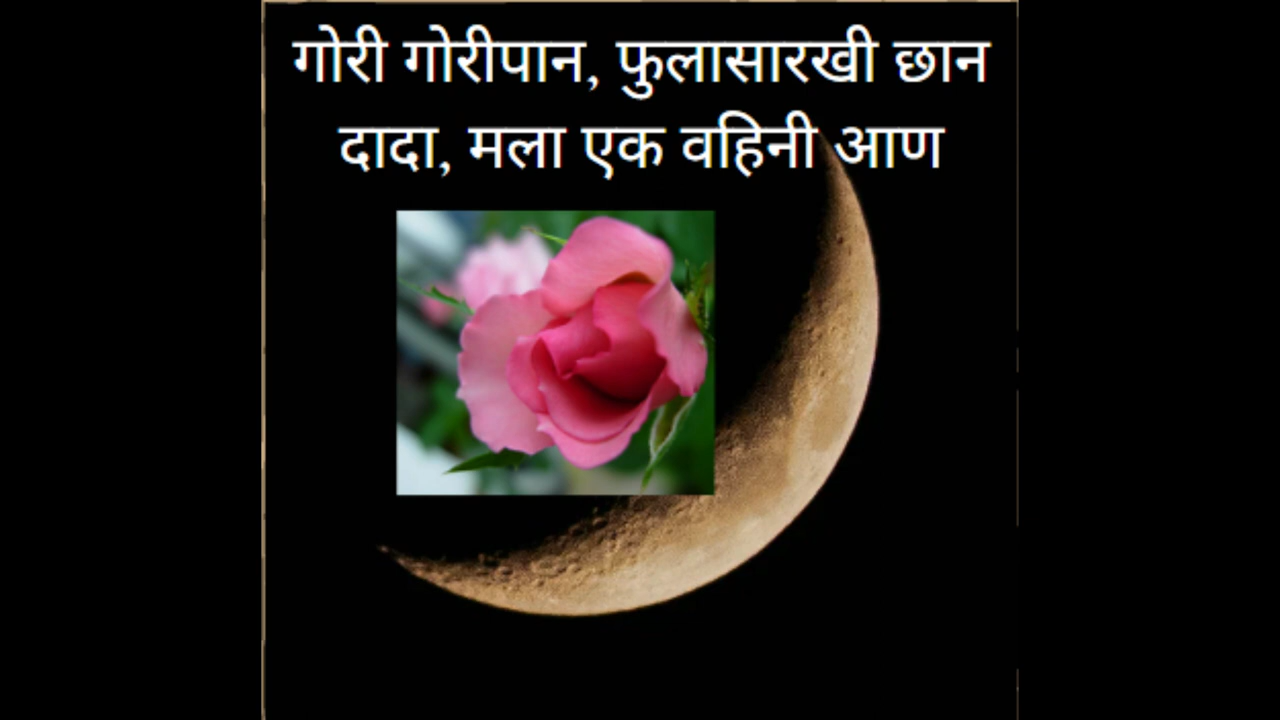 गोरी गोरीपान, फुलासारखी छान
दादा, मला एक वहिनी आण